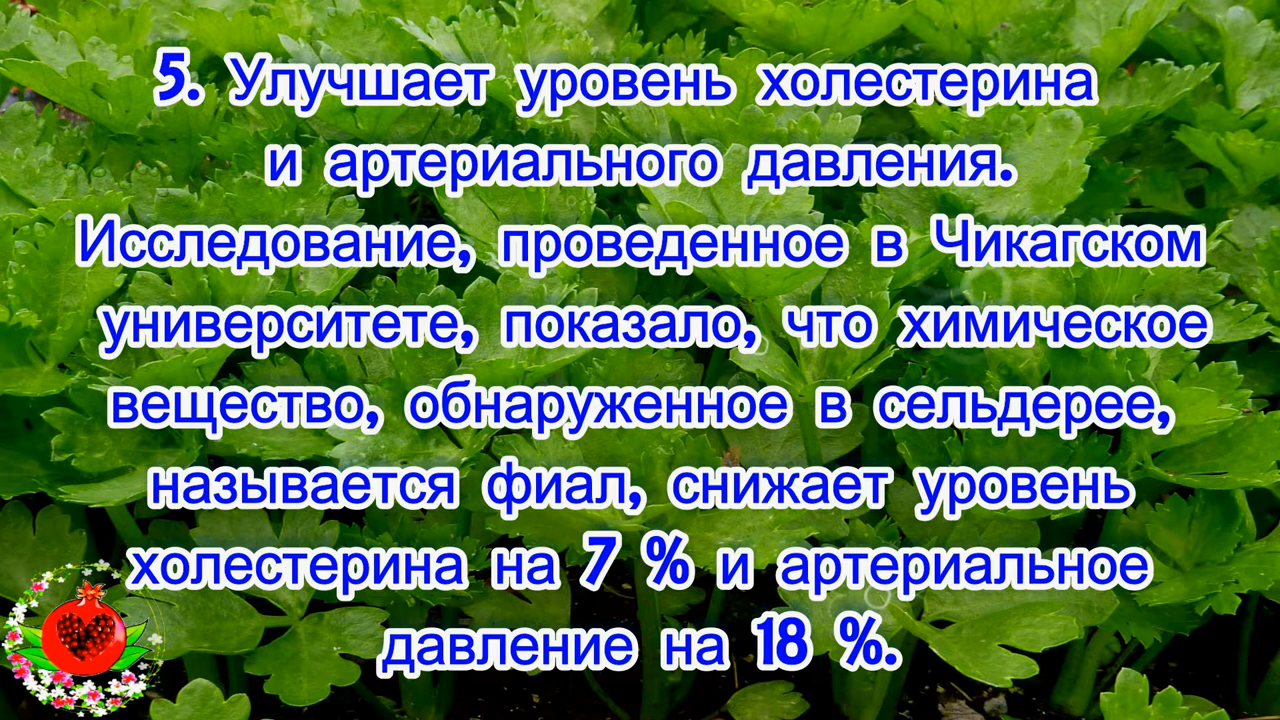 5. Улучшает уровень холестерина
и артериального давления.
Исследование, проведенное в Чикагском
университете, показало, что химическое
вещество, обнаруженное в сельдерее,
называется фиал, снижает уровень
холестерина на 7 % и артериальное
давление на 18 %.